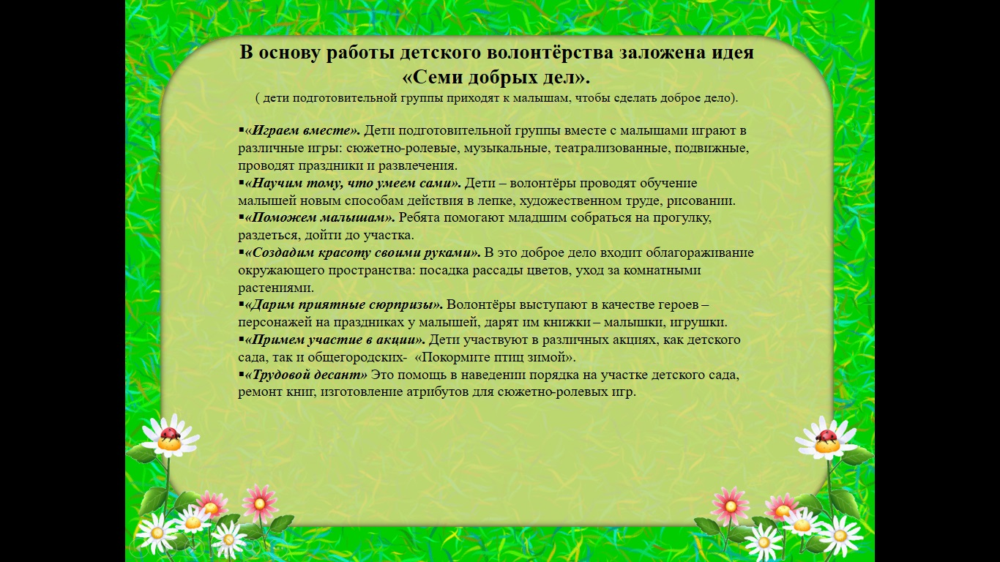 В основу работы детского волонтёрства заложена идея
«Семи добрых дел».
( дети подготовительной группы приходят к малышам, чтобы сделать доброе дело).
▪«Играем вместе». Дети подготовительной группы вместе с малышами играют в
различные игры: сюжетно-ролевые, музыкальные, театрализованные, подвижные,
проводят праздники и развлечения.
▪«Научим тому, что умеем сами». Дети – волонтёры проводят обучение
малышей новым способам действия в лепке, художественном труде, рисовании.
▪«Поможем малышам». Ребята помогают младшим собраться на прогулку,
раздеться, дойти до участка.
▪«Создадим красоту своими руками». В это доброе дело входит облагораживание
окружающего пространства: посадка рассады цветов, уход за комнатными
растениями.
▪«Дарим приятные сюрпризы». Волонтёры выступают в качестве героев –
персонажей на праздниках у малышей, дарят им книжки – малышки, игрушки.
▪«Примем участие в акции». Дети участвуют в различных акциях, как детского
сада, так и общегородских- «Покормите птиц зимой».
▪«Трудовой десант» Это помощь в наведении порядка на участке детского сада,
ремонт книг, изготовление атрибутов для сюжетно-ролевых игр.